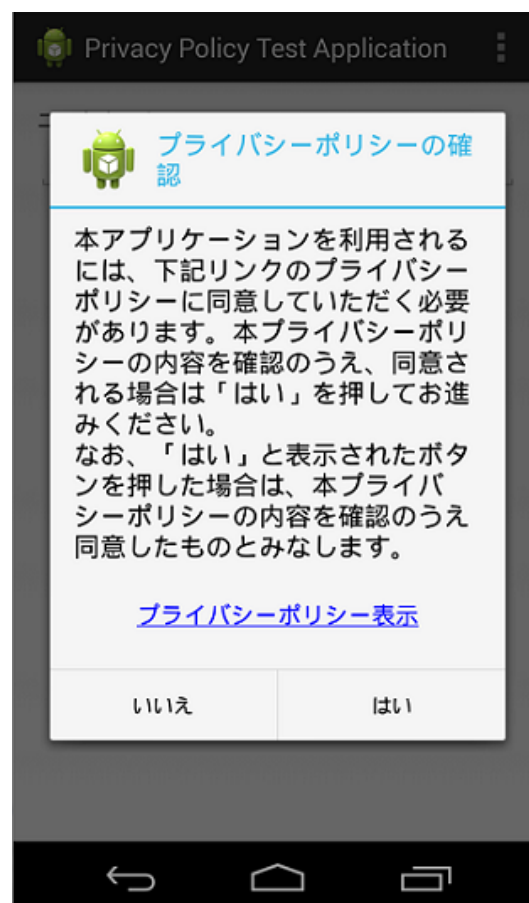 Privacy Policy Test Application
プライバシーポリシーの確
認
本アプリケーションを利用される
には、下記リンクのプライバシー
ポリシーに同意していただく必要
があります。本プライバシーポリ
シーの内容を確認のうえ、同意さ
れる場合は「はい」を押してお進
みください。
なお、「はい」と表示されたボタ
ンを押した場合は、本プライバ
シーポリシーの内容を確認のうえ
同意したものとみなします。
プライバシーポリシー表示
いいえ
はい